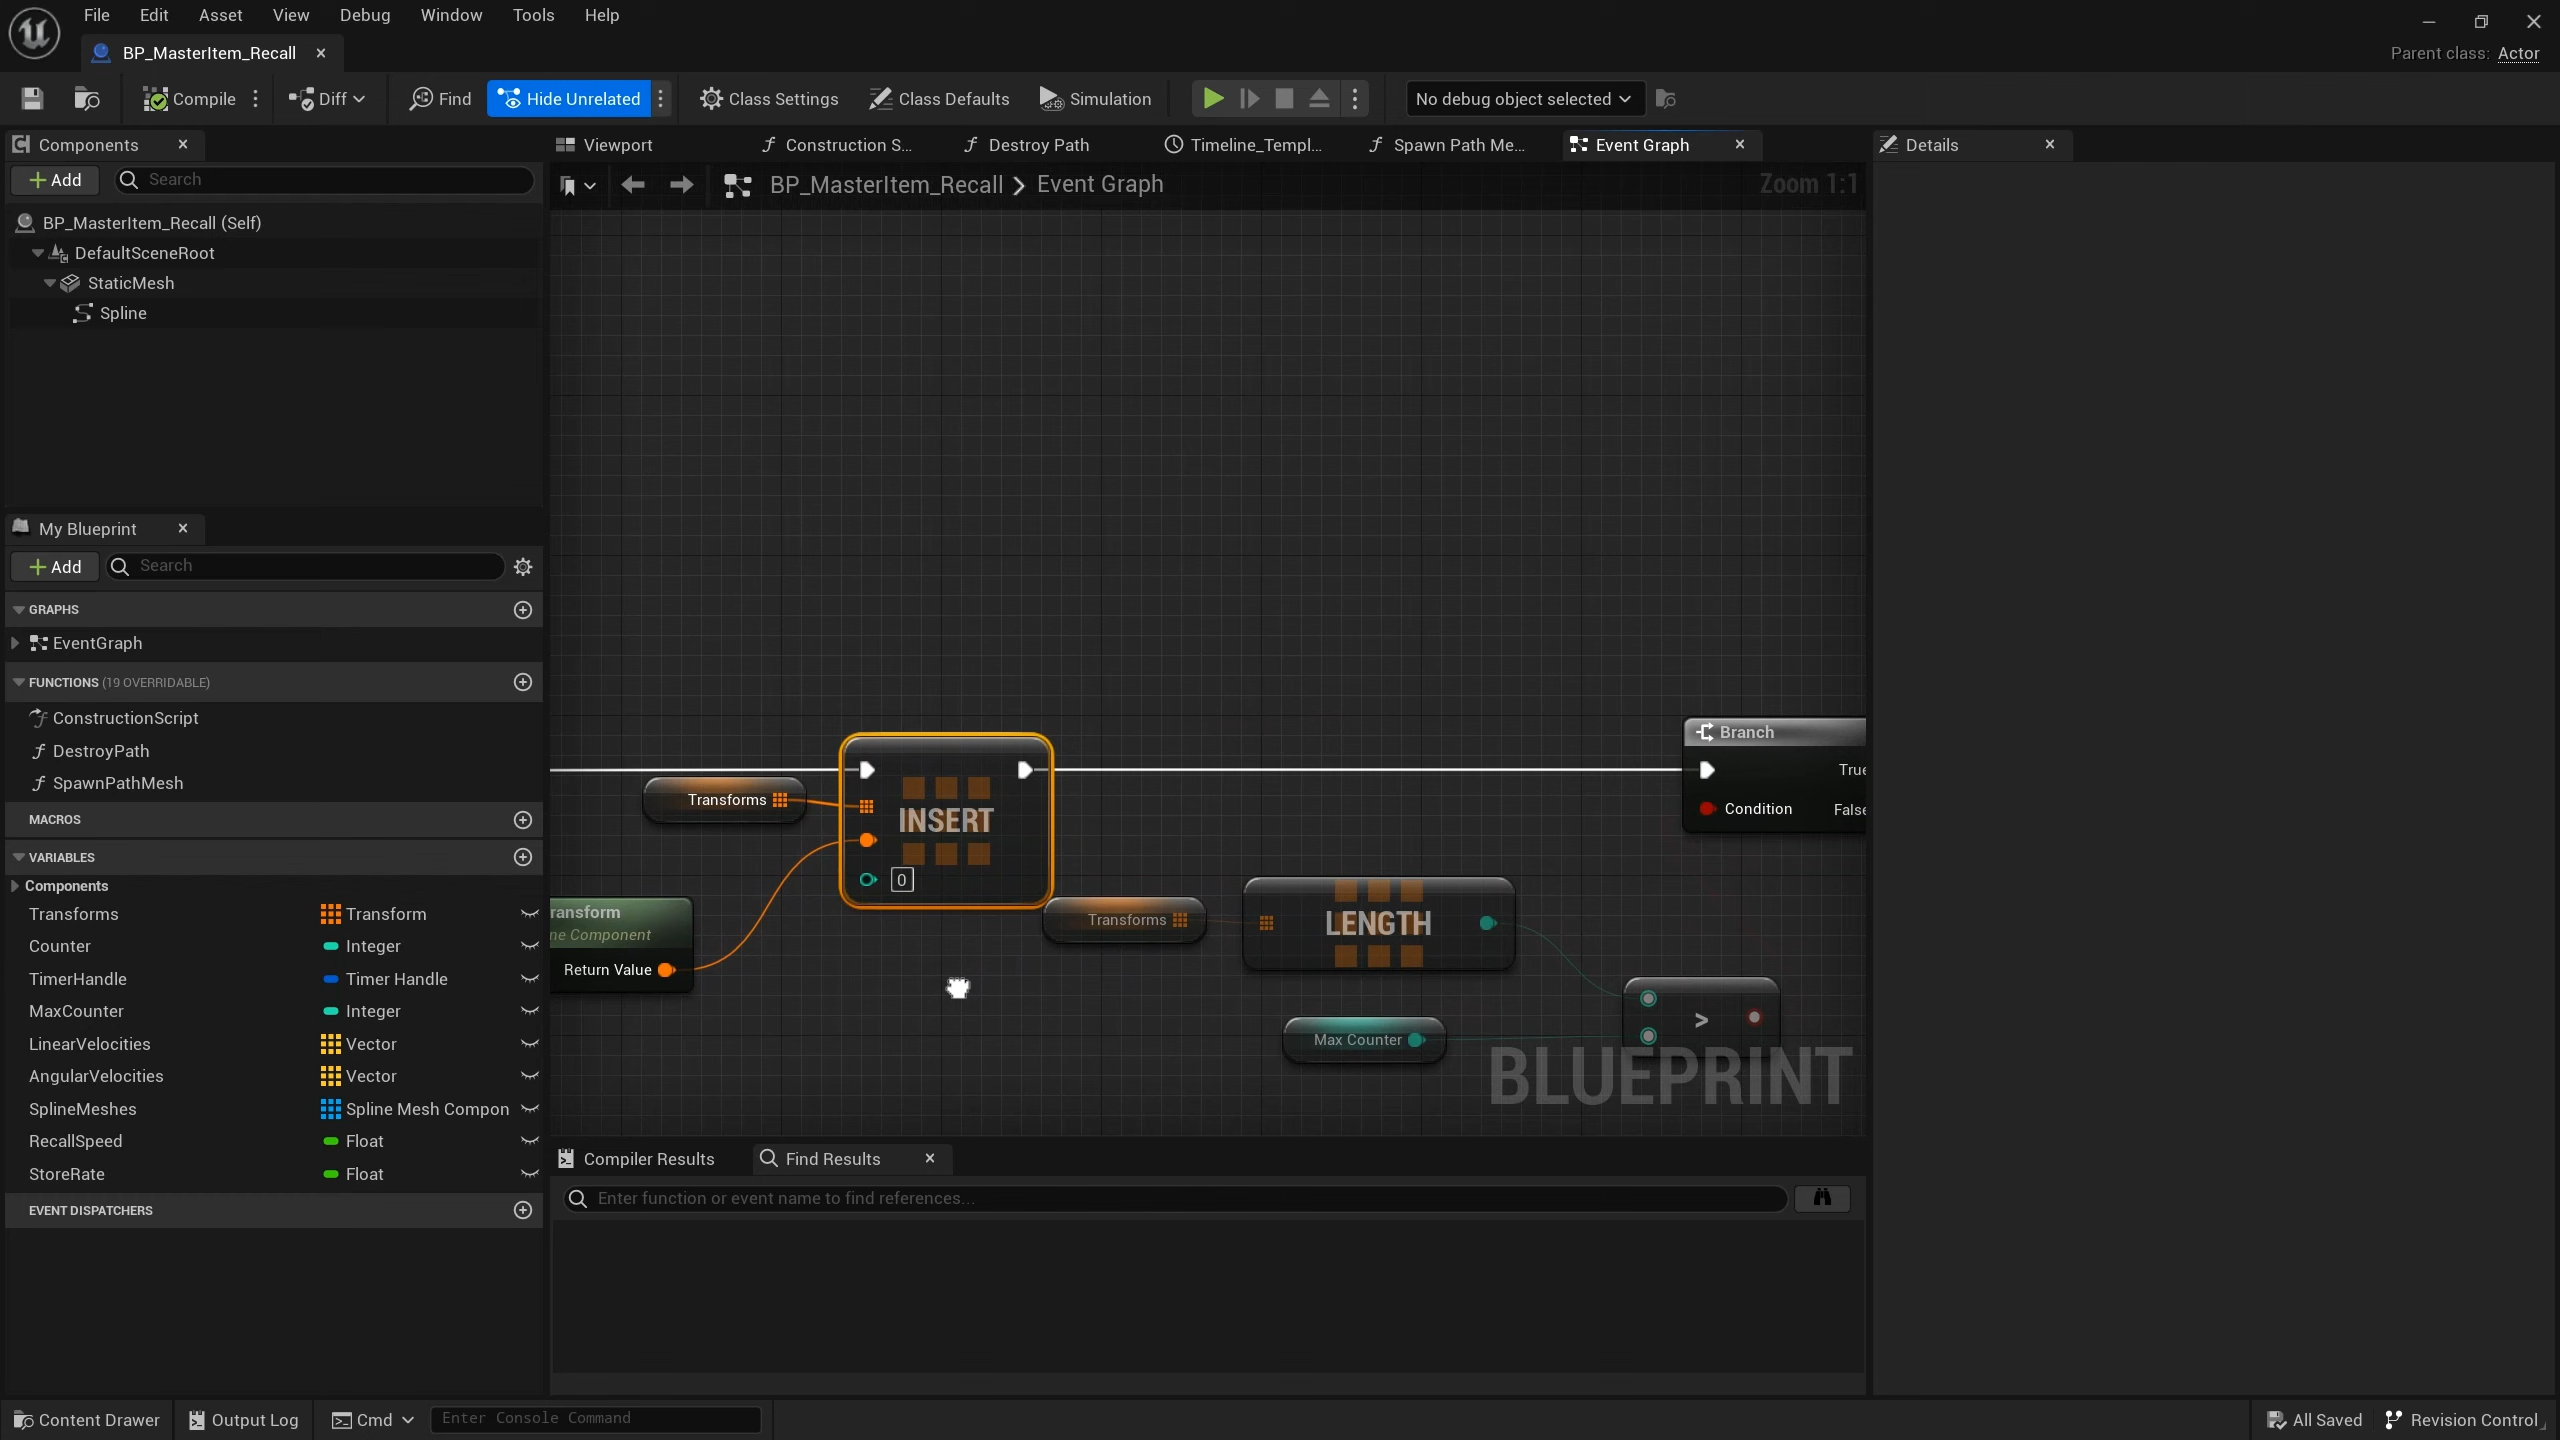 File Edit Asset View Debug Window Tools Help
BP_MasterItem_Recall
Parent class: Actor
Compile Diff Find Hide Unrelated Class Settings Class Defaults Simulation No debug object selected
Components
Add Search
BP_MasterItem_Recall (Self)
DefaultSceneRoot
StaticMesh
Spline
My Blueprint
Add Search
GRAPHS
EventGraph
FUNCTIONS (19 OVERRIDABLE)
ConstructionScript
DestroyPath
SpawnPathMesh
MACROS
VARIABLES
Components
Transforms Transform
Counter Integer
TimerHandle Timer Handle
MaxCounter Integer
LinearVelocities Vector
AngularVelocities Vector
SplineMeshes Spline Mesh Compon
RecallSpeed Float
StoreRate Float
EVENT DISPATCHERS
Viewport Construction S... Destroy Path Timeline_Templ... Spawn Path Me... Event Graph
BP_MasterItem_Recall > Event Graph Zoom 1:1
Branch
True
Condition False
Transforms
INSERT
0
ransform
ne Component
Return Value
Transforms
LENGTH
Max Counter
>
BLUEPRINT
Compiler Results Find Results
Enter function or event name to find references...
Details
Content Drawer Output Log Cmd Enter Console Command All Saved Revision Control